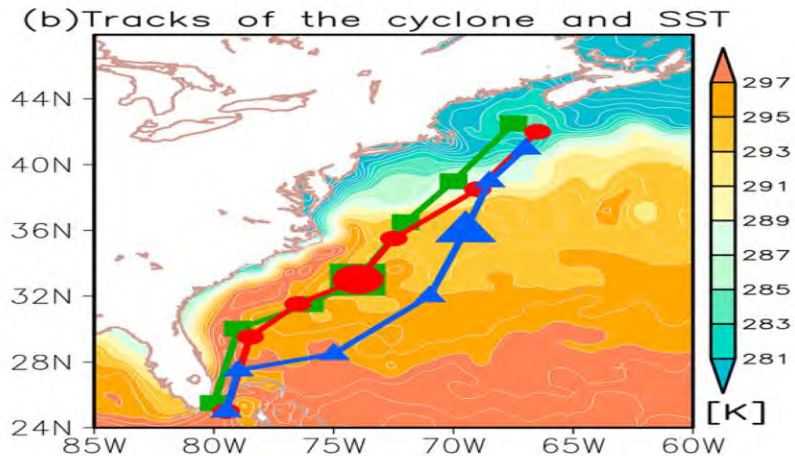 (b)Tracks of the cyclone and SST
44N
40N
36N
32N
28N
24N
85W 80W 75W 70W 65W 60W
297
295
293
291
289
287
285
283
281
[K]